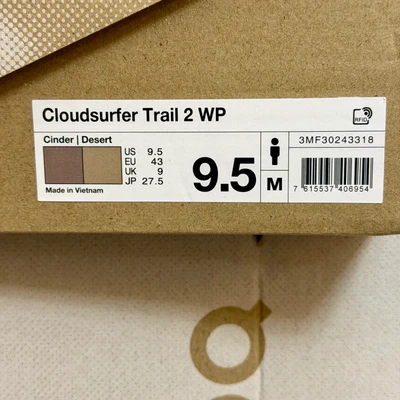 Cloudsurfer Trail 2 WP
RFID
Cinder | Desert
US 9.5
EU 43
UK 9
JP 27.5
Made in Vietnam
9.5
M
3MF30243318
7 615537 406954